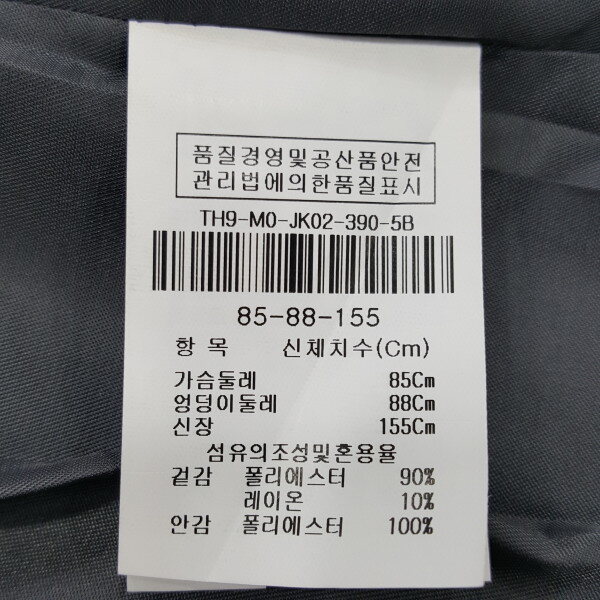 품질경영및공산품안전
관리법에의한품질표시
TH9-M0-JK02-390-5B
85-88-155
항 목 신체치수(Cm)
가슴둘레 85Cm
엉덩이둘레 88Cm
신장 155Cm
섬유의조성및혼용율
겉감 폴리에스터 90%
레이온 10%
안감 폴리에스터 100%